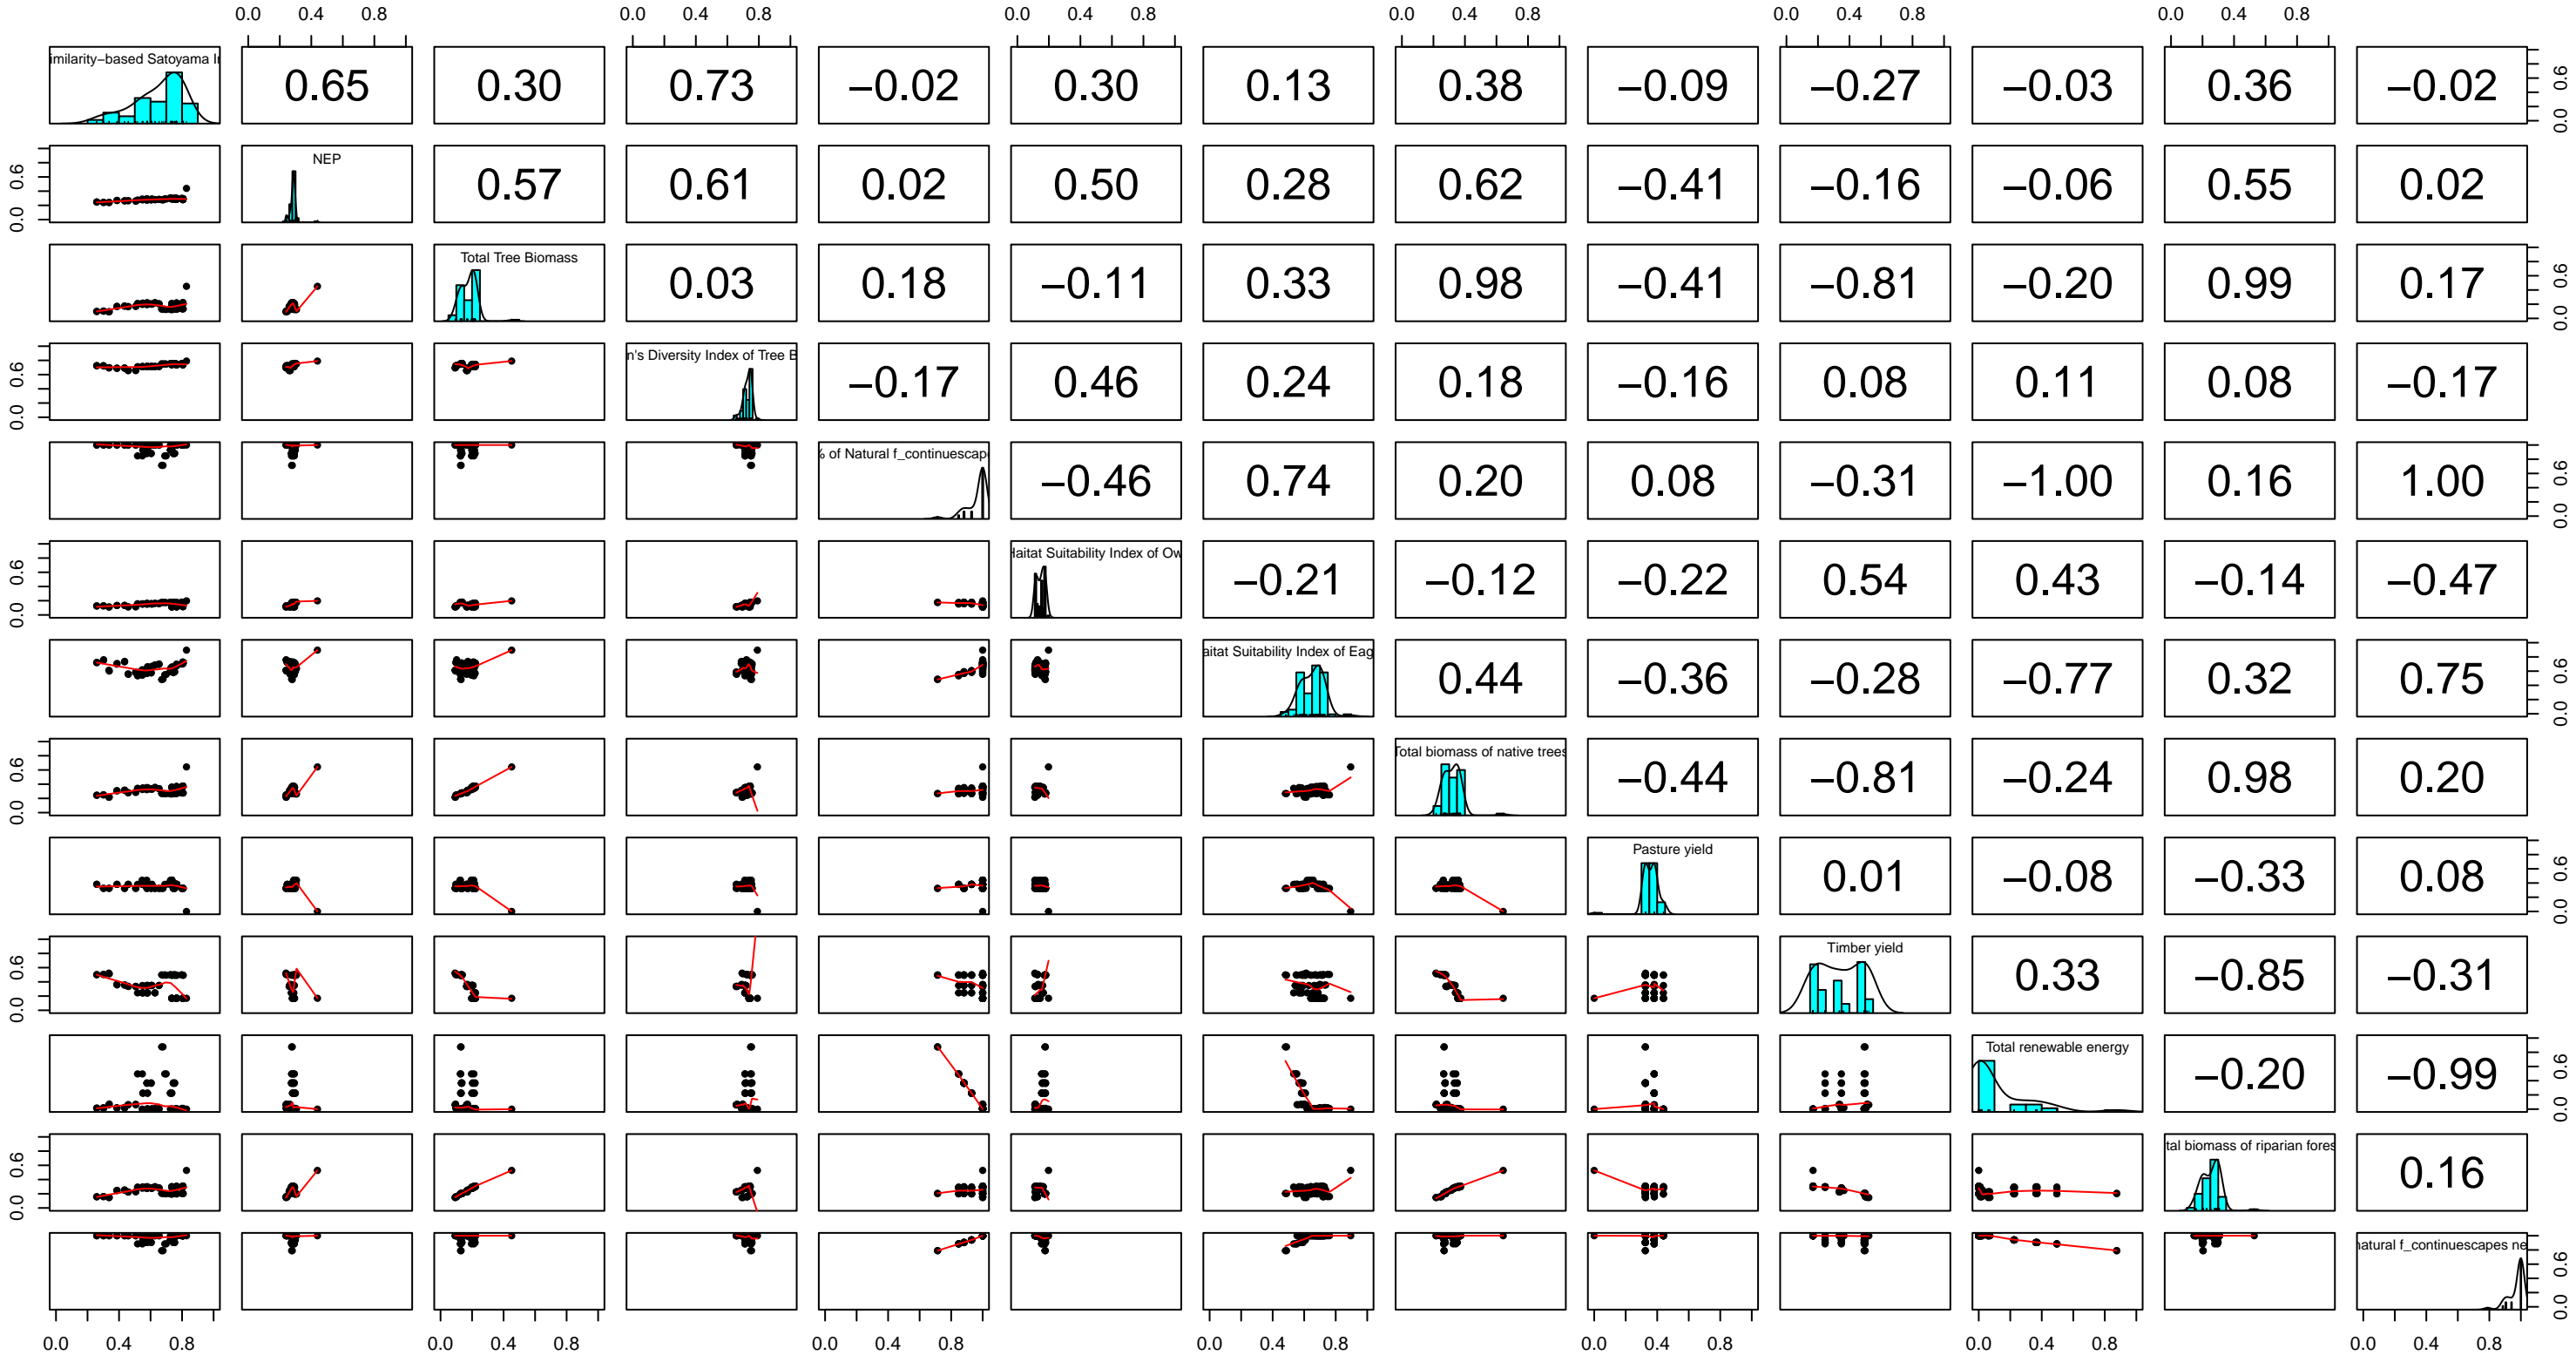 0.0 0.4 0.8 0.0 0.4 0.8 0.0 0.4 0.8 0.0 0.4 0.8 0.0 0.4 0.8 0.0 0.4 0.8
imilarity−based Satoyama I 0.65 0.30 0.73 −0.02 0.30 0.13 0.38 −0.09 −0.27 −0.03 0.36 −0.02 0.0 0.6
0.0 0.6 NEP 0.57 0.61 0.02 0.50 0.28 0.62 −0.41 −0.16 −0.06 0.55 0.02
Total Tree Biomass 0.03 0.18 −0.11 0.33 0.98 −0.41 −0.81 −0.20 0.99 0.17 0.0 0.6
0.0 0.6 n's Diversity Index of Tree B −0.17 0.46 0.24 0.18 −0.16 0.08 0.11 0.08 −0.17
% of Natural f_continuescap −0.46 0.74 0.20 0.08 −0.31 −1.00 0.16 1.00 0.0 0.6
0.0 0.6 Haitat Suitability Index of Ow −0.21 −0.12 −0.22 0.54 0.43 −0.14 −0.47
aitat Suitability Index of Eag 0.44 −0.36 −0.28 −0.77 0.32 0.75 0.0 0.6
0.0 0.6 Total biomass of native trees −0.44 −0.81 −0.24 0.98 0.20
Pasture yield 0.01 −0.08 −0.33 0.08 0.0 0.6
0.0 0.6 Timber yield 0.33 −0.85 −0.31
Total renewable energy −0.20 −0.99 0.0 0.6
0.0 0.6 tal biomass of riparian fores 0.16
natural f_continuescapes ne 0.0 0.6
0.0 0.4 0.8 0.0 0.4 0.8 0.0 0.4 0.8 0.0 0.4 0.8 0.0 0.4 0.8 0.0 0.4 0.8 0.0 0.4 0.8